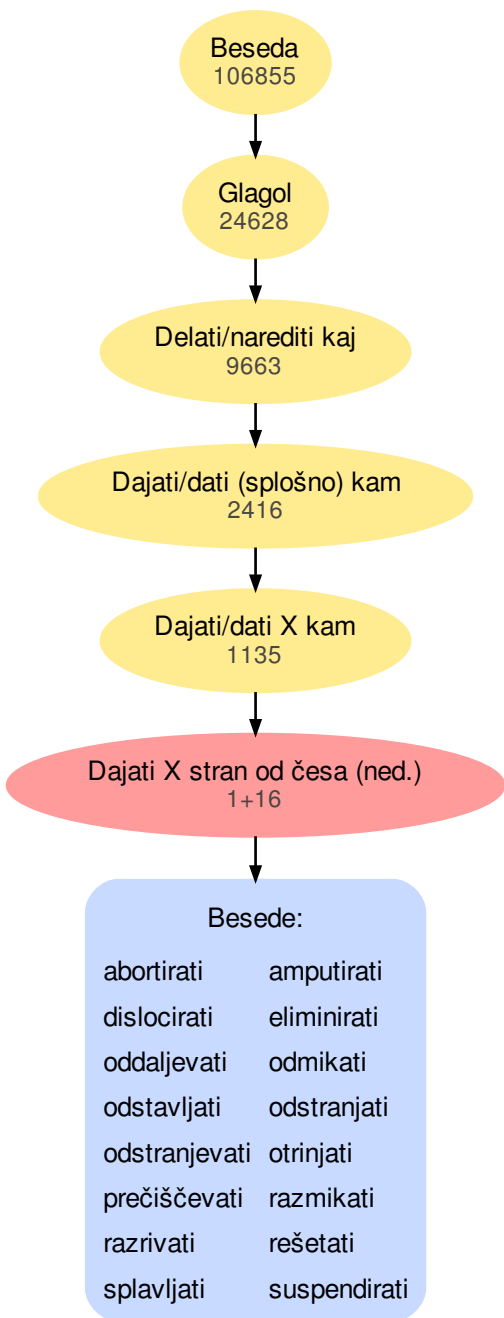 Beseda
106855
Glagol
24628
Delati/narediti kaj
9663
Dajati/dati (splošno) kam
2416
Dajati/dati X kam
1135
Dajati X stran od česa (ned.)
1+16
Besede:
abortirati amputirati
dislocirati eliminirati
oddaljevati odmikati
odstavljati odstranjati
odstranjevati otrinjati
prečiščevati razmikati
razrivati rešetati
splavljati suspendirati